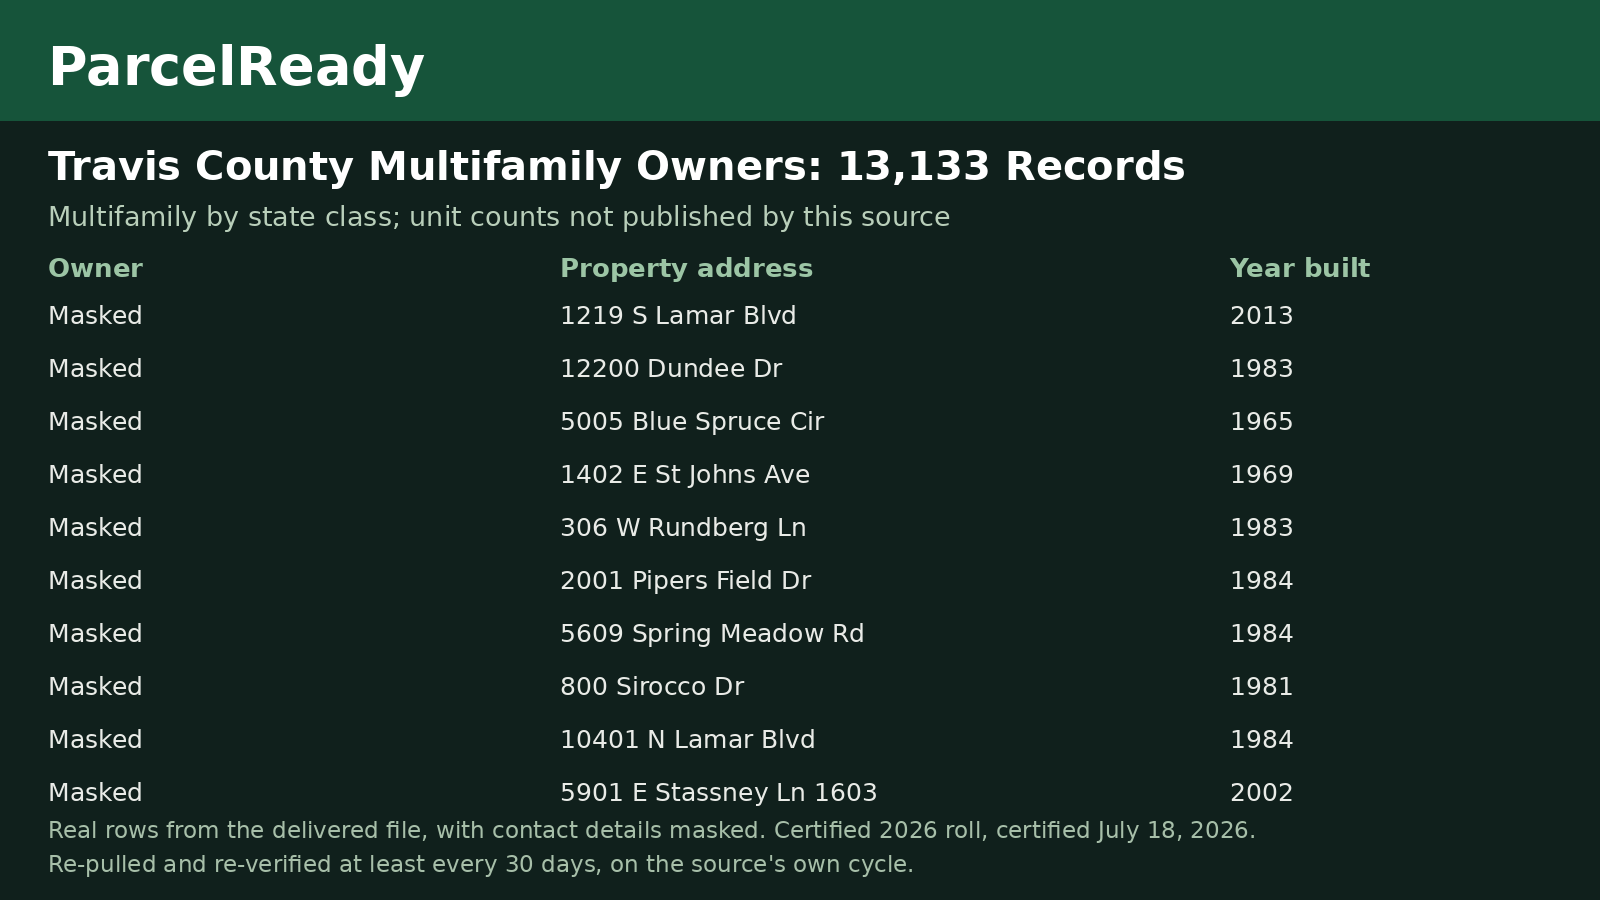 ParcelReady
Travis County Multifamily Owners: 13,133 Records
Multifamily by state class; unit counts not published by this source
Owner Property address Year built
Masked 1219 S Lamar Blvd 2013
Masked 12200 Dundee Dr 1983
Masked 5005 Blue Spruce Cir 1965
Masked 1402 E St Johns Ave 1969
Masked 306 W Rundberg Ln 1983
Masked 2001 Pipers Field Dr 1984
Masked 5609 Spring Meadow Rd 1984
Masked 800 Sirocco Dr 1981
Masked 10401 N Lamar Blvd 1984
Masked 5901 E Stassney Ln 1603 2002
Real rows from the delivered file, with contact details masked. Certified 2026 roll, certified July 18, 2026.
Re-pulled and re-verified at least every 30 days, on the source's own cycle.